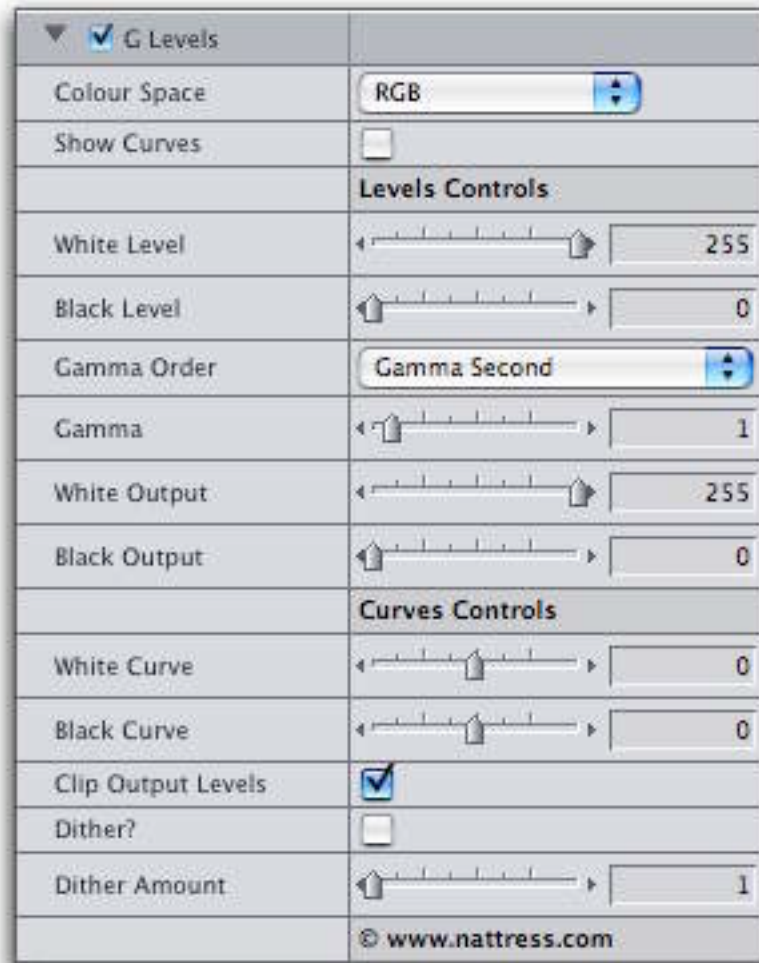 G Levels
Colour Space RGB
Show Curves
Levels Controls
White Level 255
Black Level 0
Gamma Order Gamma Second
Gamma 1
White Output 255
Black Output 0
Curves Controls
White Curve 0
Black Curve 0
Clip Output Levels
Dither?
Dither Amount 1
© www.nattress.com